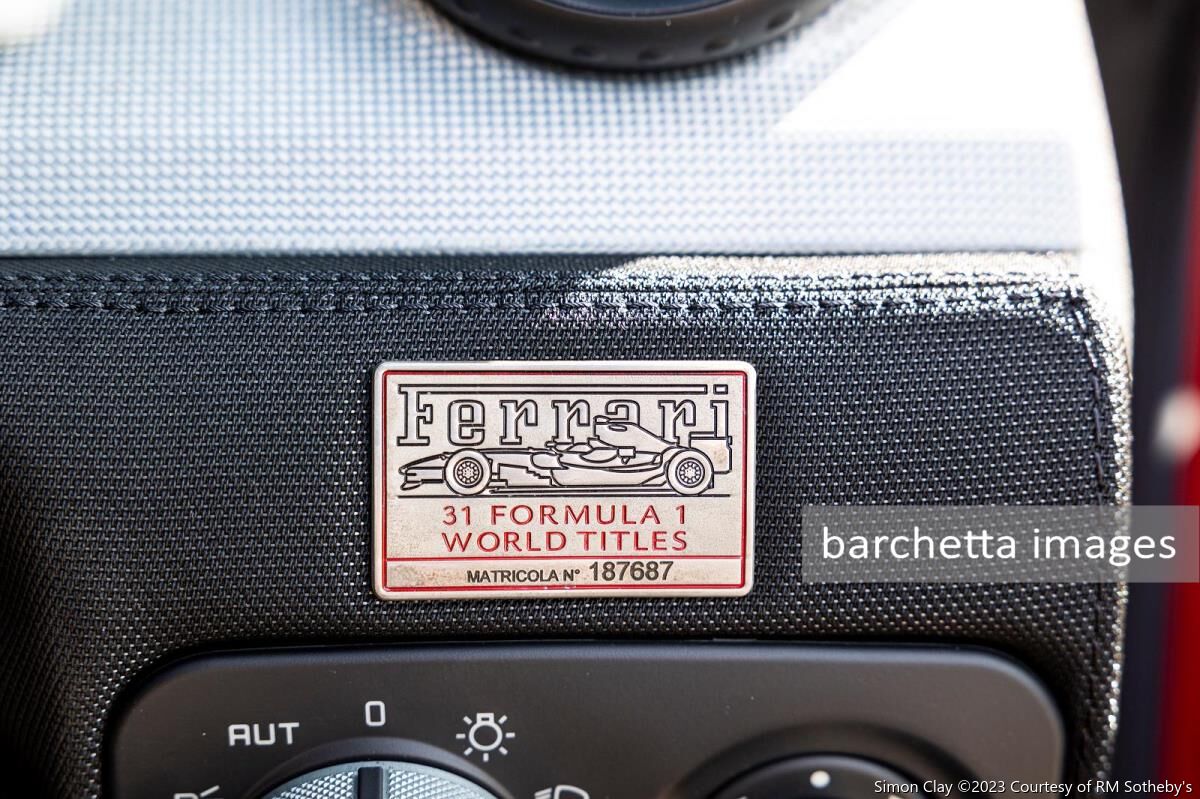 Ferrari
31 FORMULA 1
WORLD TITLES
MATRICOLA N° 187687
barchetta images
AUT 0
Simon Clay ©2023 Courtesy of RM Sotheby's